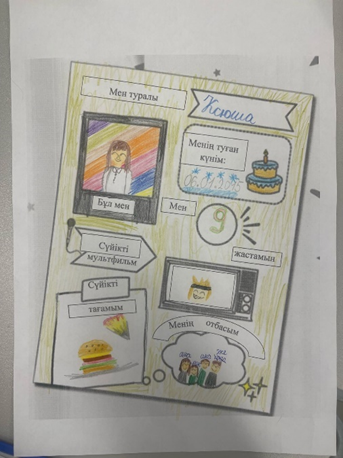 Мен туралы
Ксюша
Менің туған
күнім:
Бұл мен
Мен
9
жастамын
Сүйікті
мультфильм
Сүйікті
тағамым
Менің отбасым